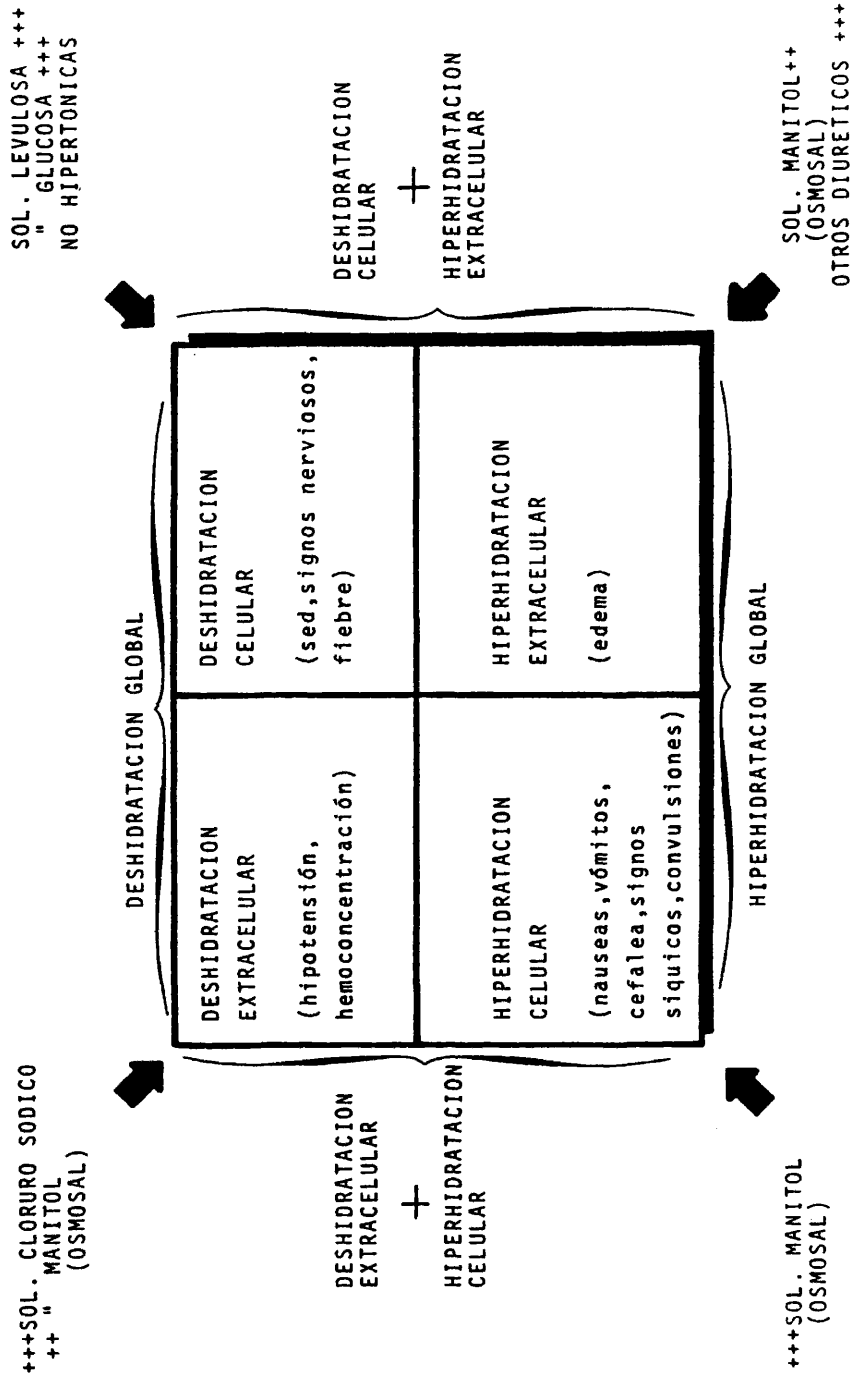 +++SOL. CLORURO SODICO
++ " MANITOL
(OSMOSAL)
SOL. LEVULOSA +++
" GLUCOSA +++
NO HIPERTONICAS
DESHIDRATACION GLOBAL
DESHIDRATACION
EXTRACELULAR
(hipotensión,
hemoconcentración)
DESHIDRATACION
CELULAR
(sed,signos nerviosos,
fiebre)
DESHIDRATACION
EXTRACELULAR
+
HIPERHIDRATACION
CELULAR
DESHIDRATACION
CELULAR
+
HIPERHIDRATACION
EXTRACELULAR
HIPERHIDRATACION
CELULAR
(nauseas,vómitos,
cefalea,signos
siquicos,convulsiones)
HIPERHIDRATACION
EXTRACELULAR
(edema)
HIPERHIDRATACION GLOBAL
+++SOL. MANITOL
(OSMOSAL)
SOL. MANITOL++
(OSMOSAL)
OTROS DIURETICOS +++